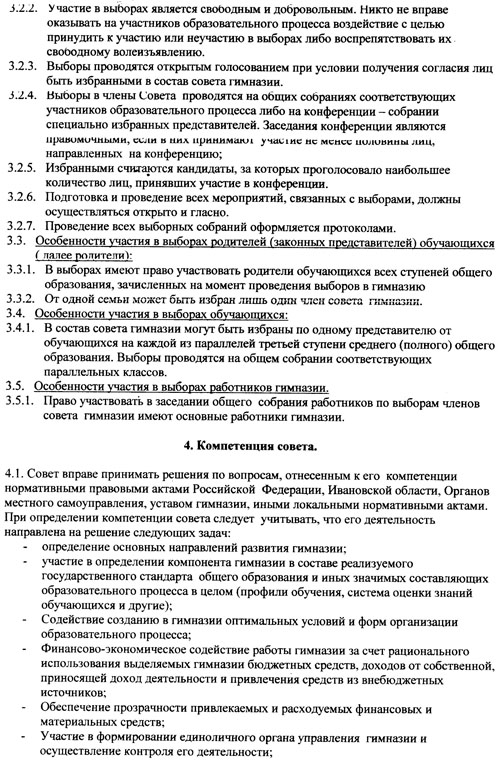 3.2.2. Участие в выборах является свободным и добровольным. Никто не вправе
оказывать на участников образовательного процесса воздействие с целью
принудить к участию или неучастию в выборах либо воспрепятствовать их
свободному волеизъявлению.
3.2.3. Выборы проводятся открытым голосованием при условии получения согласия лиц
быть избранными в состав совета гимназии.
3.2.4. Выборы в члены Совета проводятся на общих собраниях соответствующих
участников образовательного процесса либо на конференции – собрании
специально избранных представителей. Заседания конференции являются
правомочными, если в них принимают участие не менее половины лиц,
направленных на конференцию;
3.2.5. Избранными считаются кандидаты, за которых проголосовало наибольшее
количество лиц, принявших участие в конференции.
3.2.6. Подготовка и проведение всех мероприятий, связанных с выборами, должны
осуществляться открыто и гласно.
3.2.7. Проведение всех выборных собраний оформляется протоколами.
3.3. Особенности участия в выборах родителей (законных представителей) обучающихся
( далее родители):
3.3.1. В выборах имеют право участвовать родители обучающихся всех ступеней общего
образования, зачисленных на момент проведения выборов в гимназию
3.3.2. От одной семьи может быть избран лишь один член совета гимназии.
3.4. Особенности участия в выборах обучающихся:
3.4.1. В состав совета гимназии могут быть избраны по одному представителю от
обучающихся на каждой из параллелей третьей ступени среднего (полного) общего
образования. Выборы проводятся на общем собрании соответствующих
параллельных классов.
3.5. Особенности участия в выборах работников гимназии.
3.5.1. Право участвовать в заседании общего собрания работников по выборам членов
совета гимназии имеют основные работники гимназии.
4. Компетенция совета.
4.1. Совет вправе принимать решения по вопросам, отнесенным к его компетенции
нормативными правовыми актами Российской Федерации, Ивановской области, Органов
местного самоуправления, уставом гимназии, иными локальными нормативными актами.
При определении компетенции совета следует учитывать, что его деятельность
направлена на решение следующих задач:
- определение основных направлений развития гимназии;
- участие в определении компонента гимназии в составе реализуемого
государственного стандарта общего образования и иных значимых составляющих
образовательного процесса в целом (профили обучения, система оценки знаний
обучающихся и другие);
- Содействие созданию в гимназии оптимальных условий и форм организации
образовательного процесса;
- Финансово-экономическое содействие работы гимназии за счет рационального
использования выделяемых гимназии бюджетных средств, доходов от собственной,
приносящей доход деятельности и привлечения средств из внебюджетных
источников;
- Обеспечение прозрачности привлекаемых и расходуемых финансовых и
материальных средств;
- Участие в формировании единоличного органа управления гимназии и
осуществление контроля его деятельности;